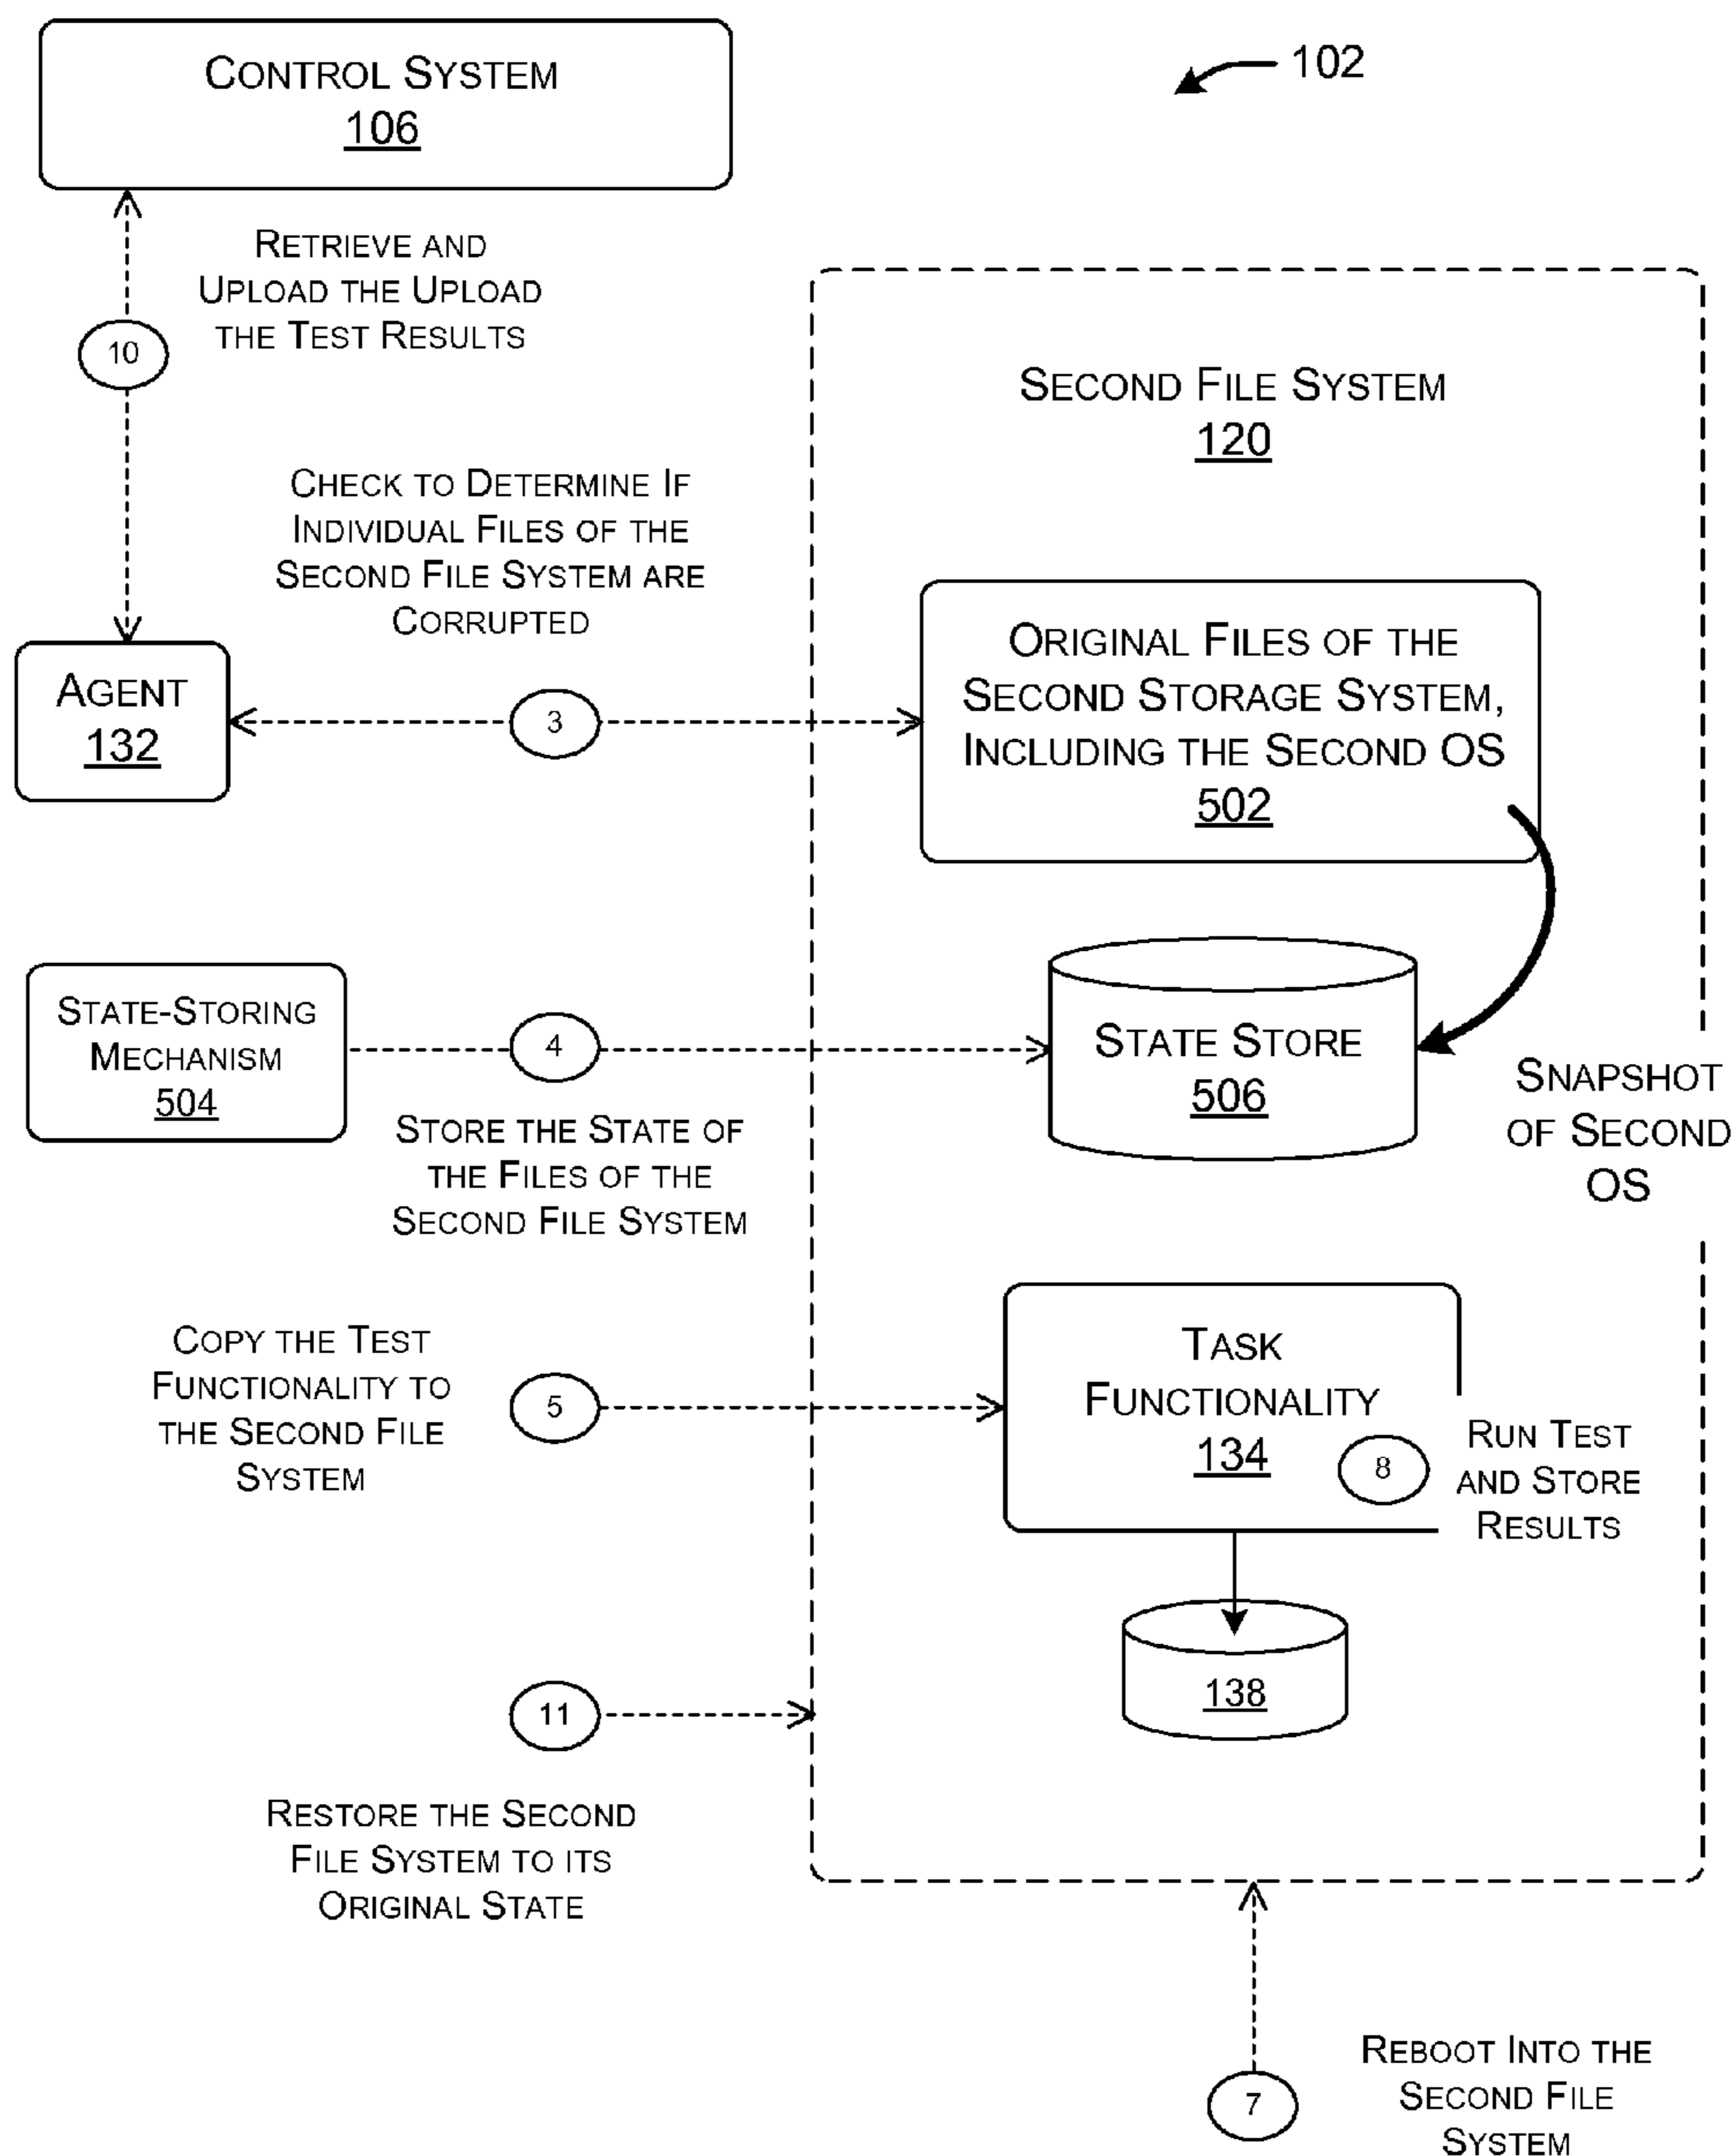 CONTROL SYSTEM
106
102
RETRIEVE AND
UPLOAD THE UPLOAD
THE TEST RESULTS
10
SECOND FILE SYSTEM
120
CHECK TO DETERMINE IF
INDIVIDUAL FILES OF THE
SECOND FILE SYSTEM ARE
CORRUPTED
AGENT
132
3
ORIGINAL FILES OF THE
SECOND STORAGE SYSTEM,
INCLUDING THE SECOND OS
502
STATE-STORING
MECHANISM
504
4
STORE THE STATE OF
THE FILES OF THE
SECOND FILE SYSTEM
STATE STORE
506
SNAPSHOT
OF SECOND
OS
COPY THE TEST
FUNCTIONALITY TO
THE SECOND FILE
SYSTEM
5
TASK
FUNCTIONALITY
134
8
RUN TEST
AND STORE
RESULTS
138
11
RESTORE THE SECOND
FILE SYSTEM TO ITS
ORIGINAL STATE
7
REBOOT INTO THE
SECOND FILE
SYSTEM